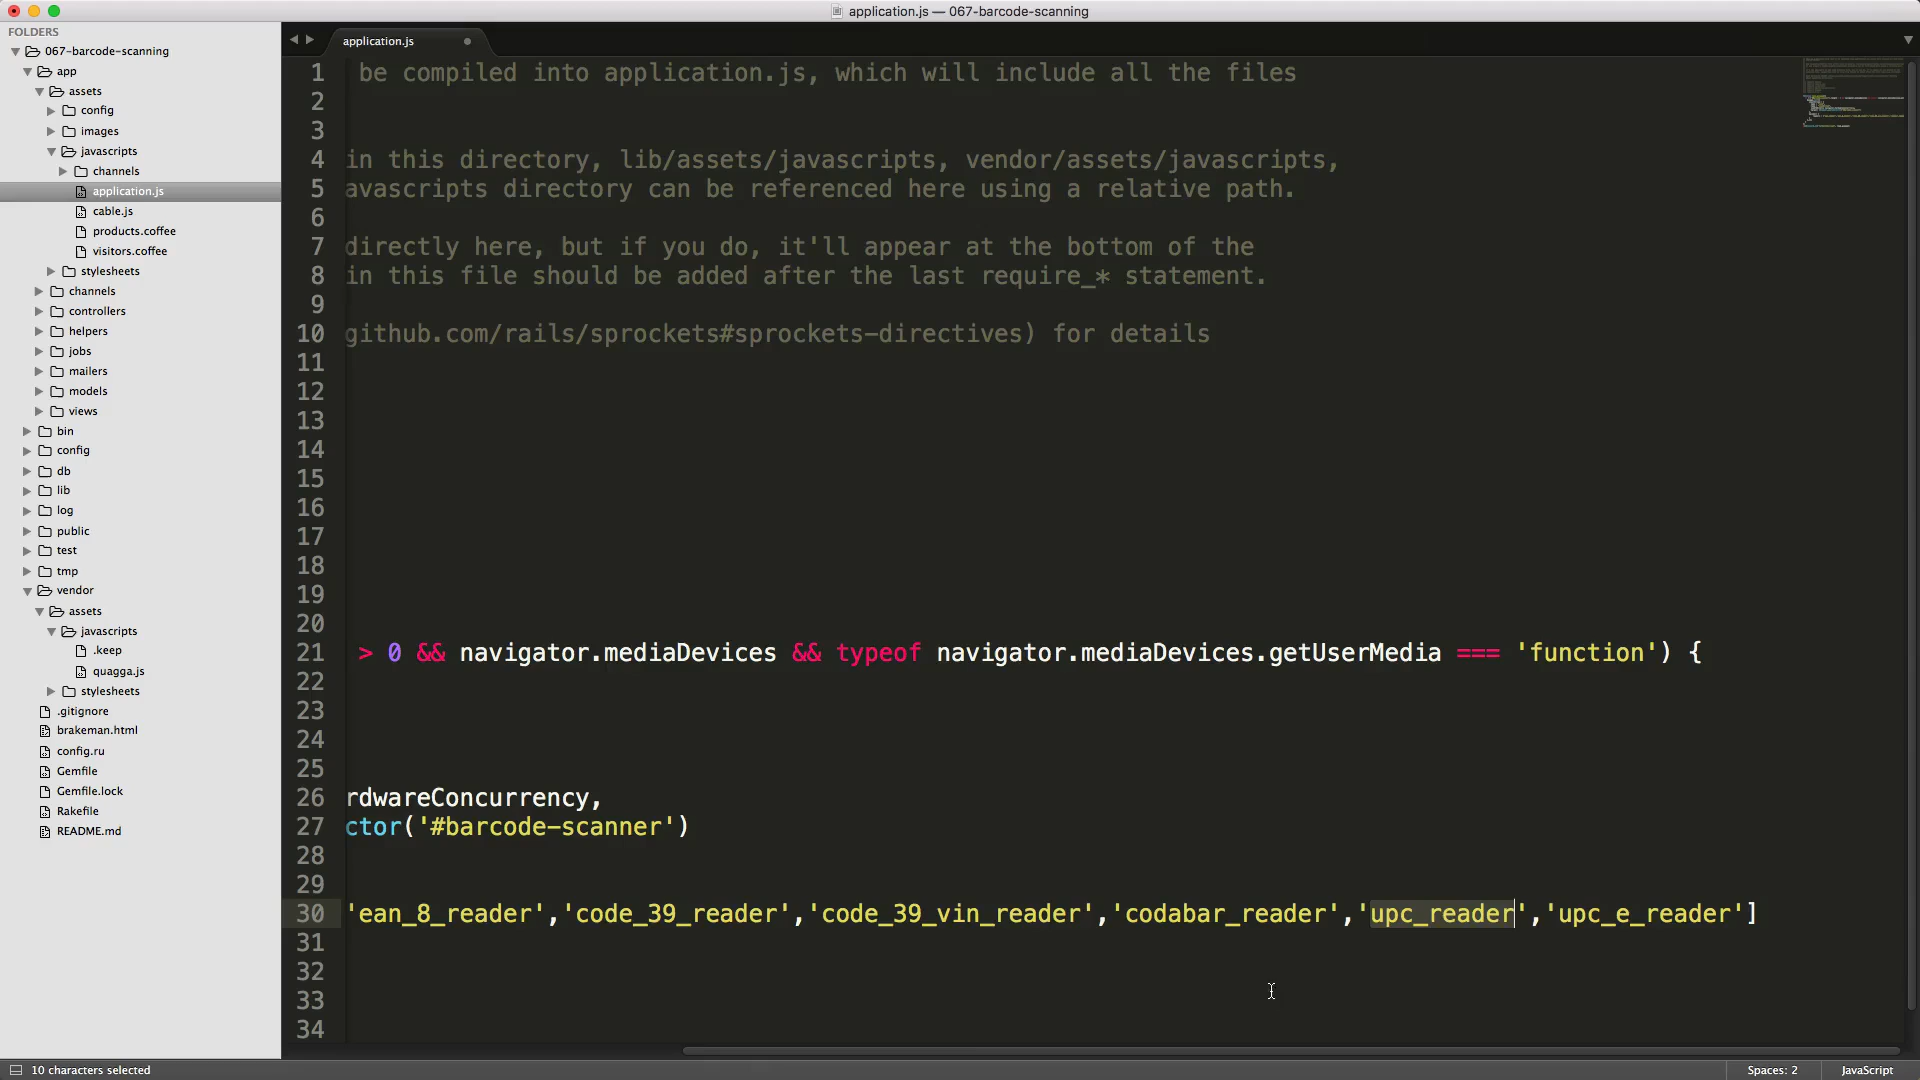 application.js — 067-barcode-scanning
FOLDERS
067-barcode-scanning
app
assets
config
images
javascripts
channels
application.js
cable.js
products.coffee
visitors.coffee
stylesheets
channels
controllers
helpers
jobs
mailers
models
views
bin
config
db
lib
log
public
test
tmp
vendor
assets
javascripts
.keep
quagga.js
stylesheets
.gitignore
brakeman.html
config.ru
Gemfile
Gemfile.lock
Rakefile
README.md
application.js
1 be compiled into application.js, which will include all the files
2
3
4 in this directory, lib/assets/javascripts, vendor/assets/javascripts,
5 avascripts directory can be referenced here using a relative path.
6
7 directly here, but if you do, it'll appear at the bottom of the
8 in this file should be added after the last require_* statement.
9
10 github.com/rails/sprockets#sprockets-directives) for details
11
12
13
14
15
16
17
18
19
20
21 > 0 && navigator.mediaDevices && typeof navigator.mediaDevices.getUserMedia === 'function') {
22
23
24
25
26 rdwareConcurrency,
27 ctor('#barcode-scanner')
28
29
30 'ean_8_reader','code_39_reader','code_39_vin_reader','codabar_reader','upc_reader','upc_e_reader']
31
32
33
34
10 characters selected
Spaces: 2
JavaScript